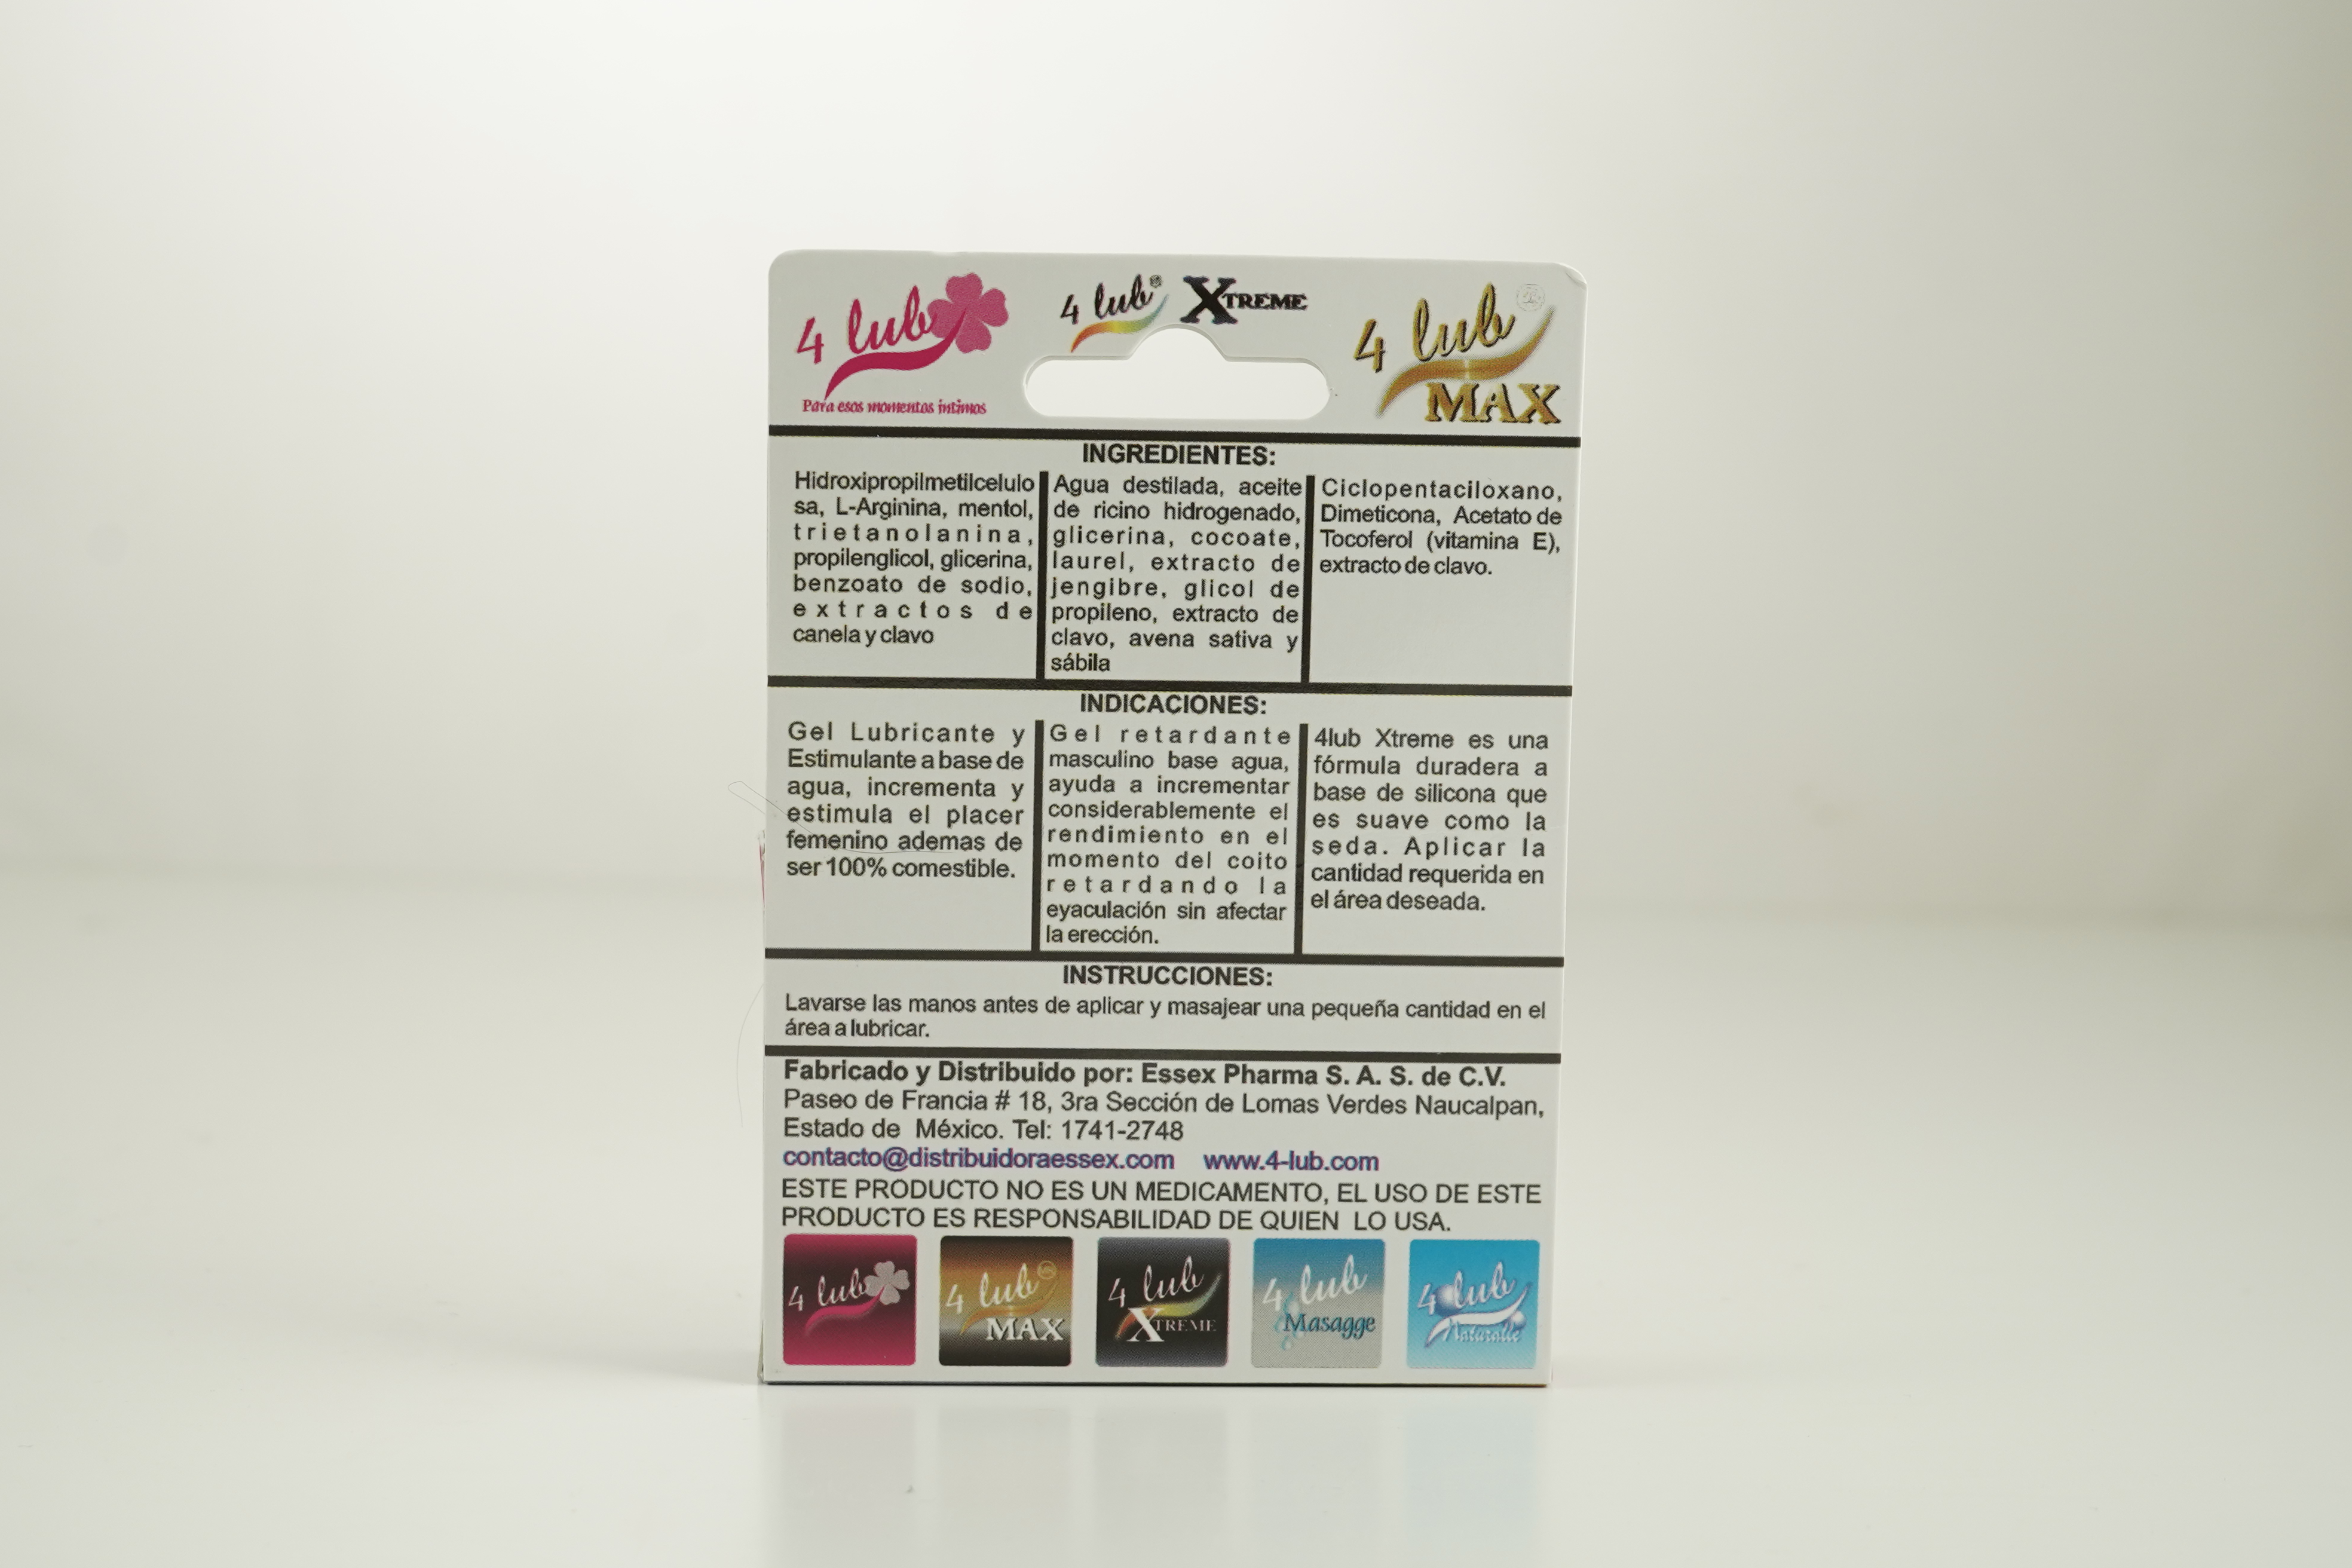 4 lub
Para esos momentos íntimos
4 lub® XTREME
4 lub
MAX
INGREDIENTES:
Hidroxipropilmetilcelulo
sa, L-Arginina, mentol,
trietanolanina,
propilenglicol, glicerina,
benzoato de sodio,
extractos de
canela y clavo
Agua destilada, aceite
de ricino hidrogenado,
glicerina, cocoate,
laurel, extracto de
jengibre, glicol de
propileno, extracto de
clavo, avena sativa y
sábila
Ciclopentaciloxano,
Dimeticona, Acetato de
Tocoferol (vitamina E),
extracto de clavo.
INDICACIONES:
Gel Lubricante y
Estimulante a base de
agua, incrementa y
estimula el placer
femenino ademas de
ser 100% comestible.
Gel retardante
masculino base agua,
ayuda a incrementar
considerablemente el
rendimiento en el
momento del coito
retardando la
eyaculación sin afectar
la erección.
4lub Xtreme es una
fórmula duradera a
base de silicona que
es suave como la
seda. Aplicar la
cantidad requerida en
el área deseada.
INSTRUCCIONES:
Lavarse las manos antes de aplicar y masajear una pequeña cantidad en el
área a lubricar.
Fabricado y Distribuido por: Essex Pharma S. A. S. de C.V.
Paseo de Francia # 18, 3ra Sección de Lomas Verdes Naucalpan,
Estado de México. Tel: 1741-2748
contacto@distribuidoraessex.com www.4-lub.com
ESTE PRODUCTO NO ES UN MEDICAMENTO, EL USO DE ESTE
PRODUCTO ES RESPONSABILIDAD DE QUIEN LO USA.
4 lub
4 lub
MAX
4 lub
XTREME
4 lub
Masagge
4 lub
Naturalle